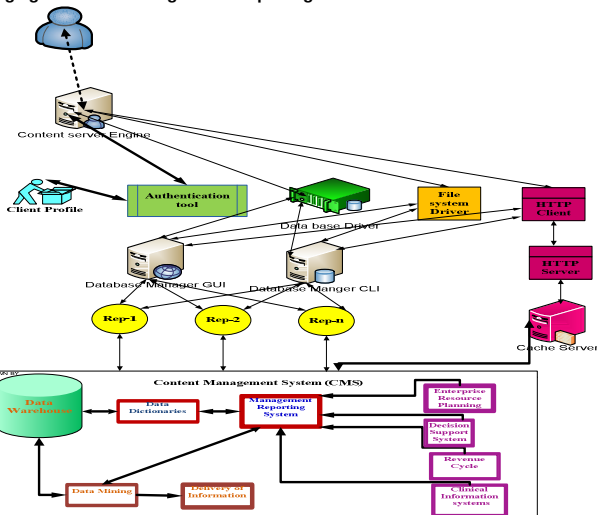 Content server Engine
Client Profile
Authentication
tool
Data base Driver
File
system
Driver
HTTP
Client
HTTP
Server
Database Manager GUI
Database Manger CLI
Rep-1
Rep-2
Rep-n
Cache Server
Content Management System (CMS)
Data
Warehouse
Data
Dictionaries
Management
Reporting
System
Enterprise
Resource
Planning
Decision
Support
System
Revenue
Cycle
Clinical
Information
systems
Data Mining
Delivery of
Information